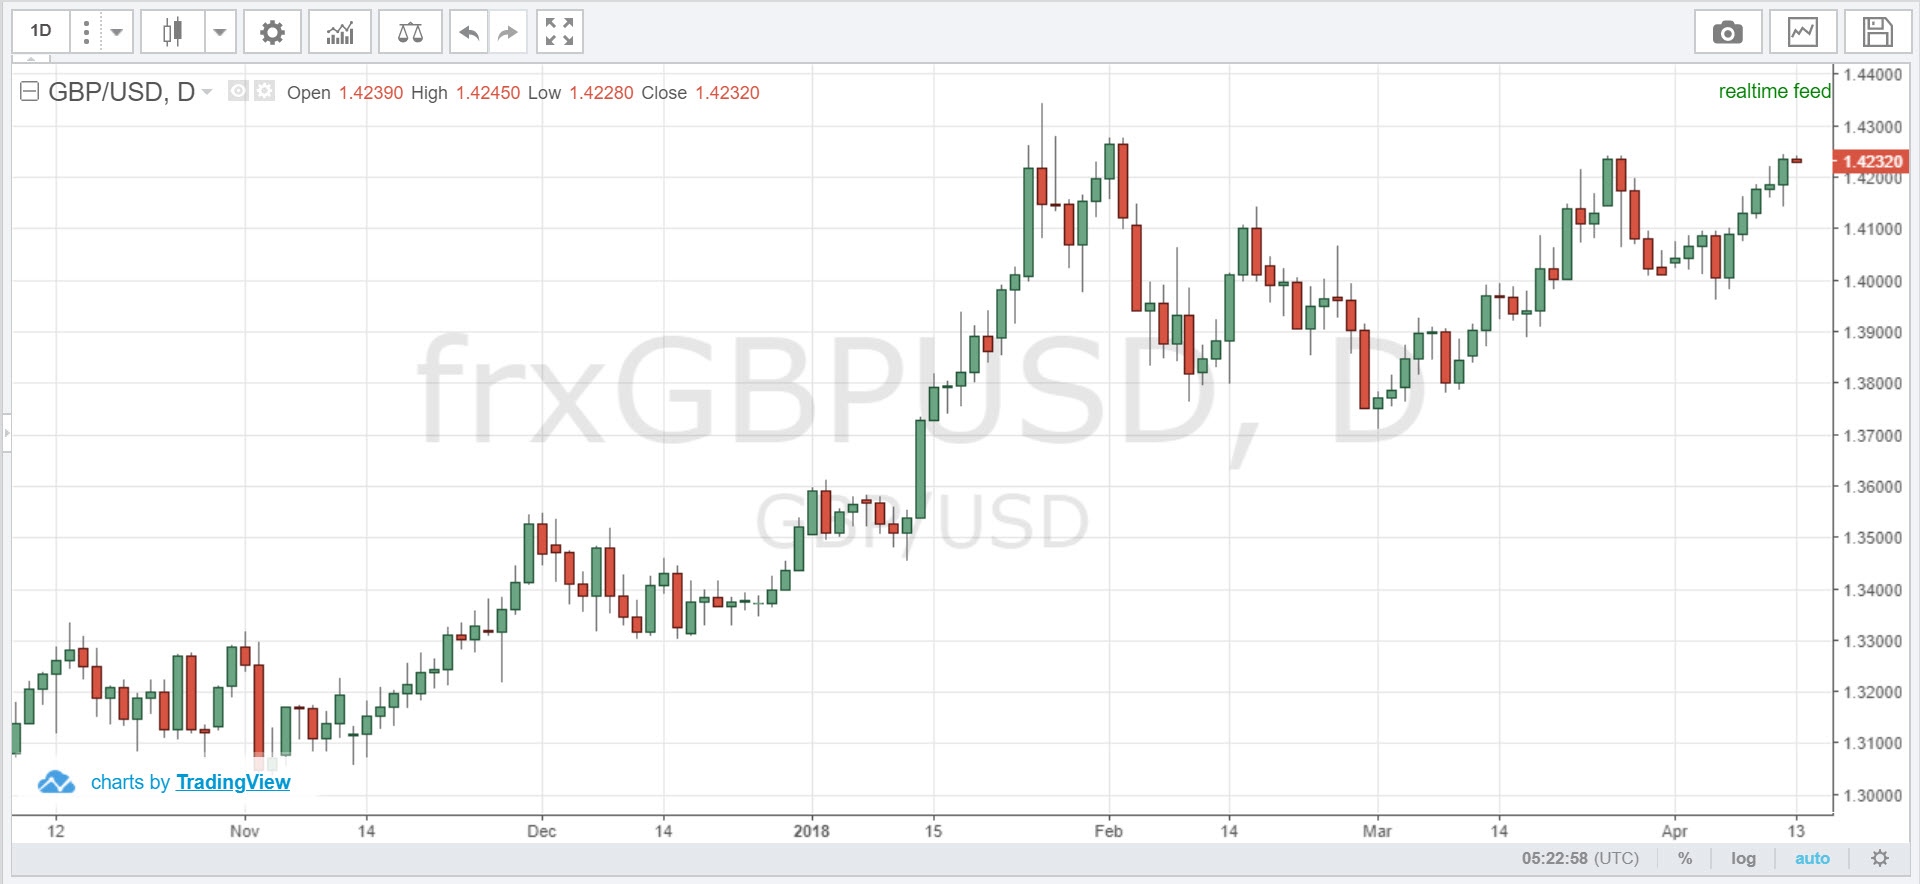 1D
GBP/USD, D Open 1.42390 High 1.42450 Low 1.42280 Close 1.42320
realtime feed
frxGBPUSD, D
GBP/USD
1.44000
1.43000
1.42320
1.42000
1.41000
1.40000
1.39000
1.38000
1.37000
1.36000
1.35000
1.34000
1.33000
1.32000
1.31000
1.30000
charts by TradingView
12 Nov 14 Dec 14 2018 15 Feb 14 Mar 14 Apr 13
05:22:58 (UTC) % log auto